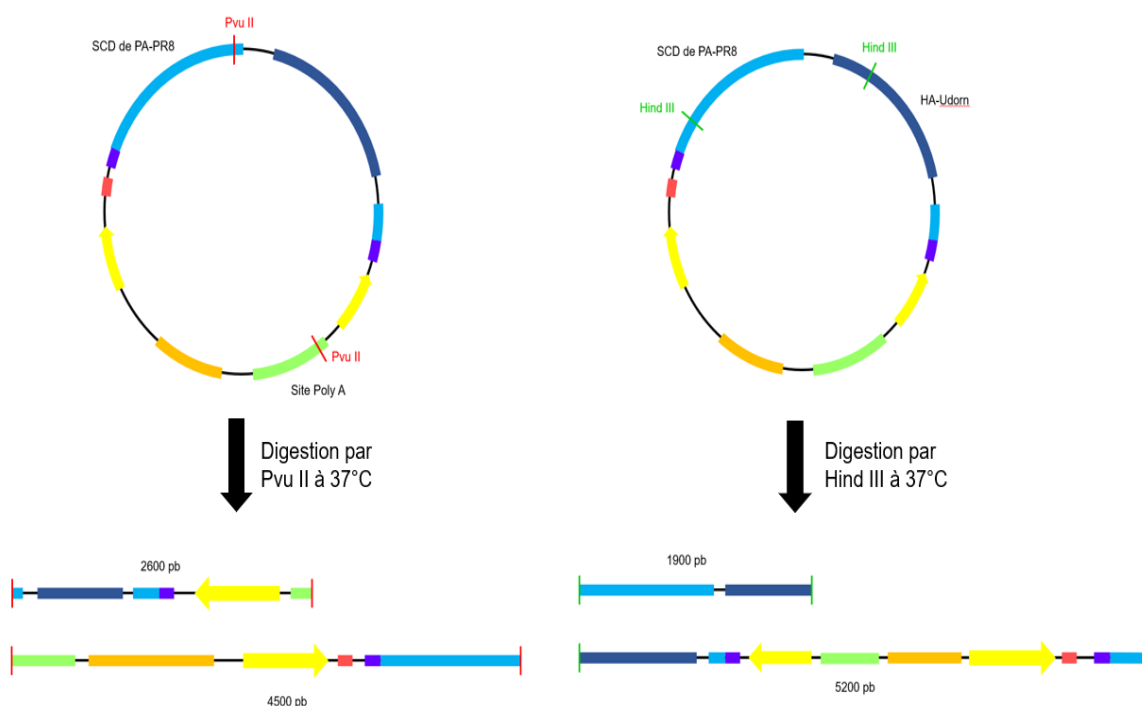 Pvu II
SCD de PA-PR8
Pvu II
Site Poly A
Digestion par
Pvu II à 37°C
2600 pb
4500 pb
Hind III
SCD de PA-PR8
HA-Udorn
Hind III
Digestion par
Hind III à 37°C
1900 pb
5200 pb